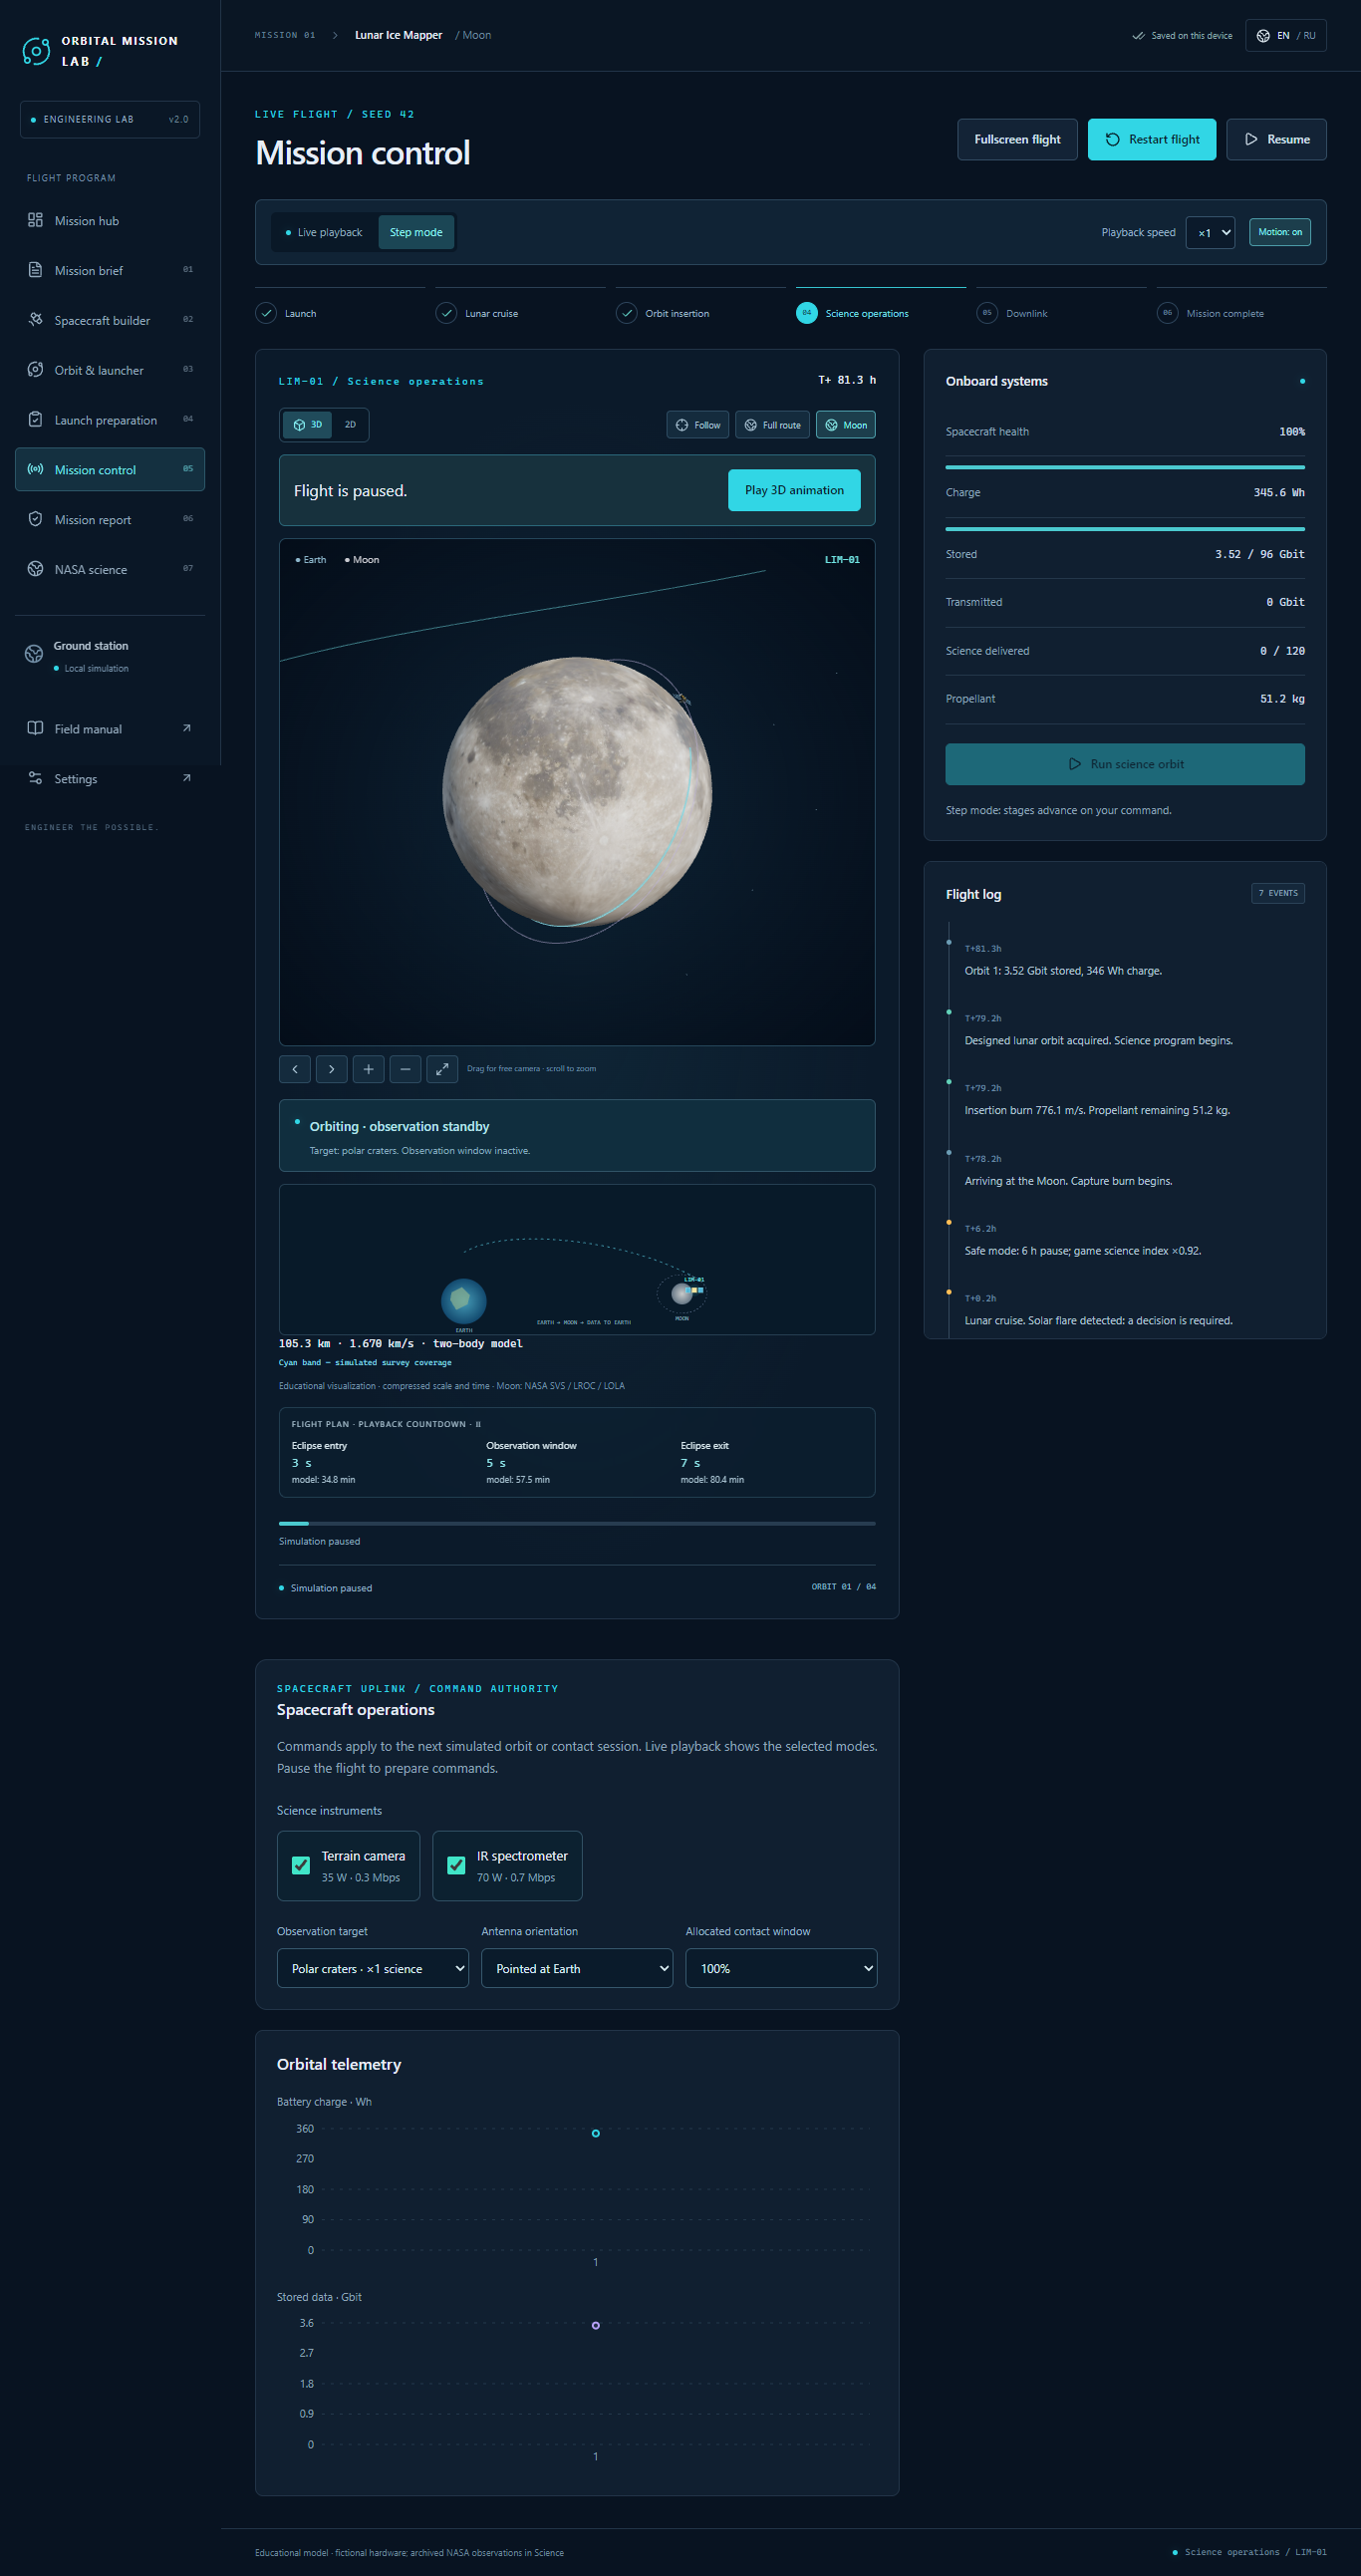 ORBITAL MISSION
LAB /
ENGINEERING LAB v2.0
FLIGHT PROGRAM
Mission hub
Mission brief 01
Spacecraft builder 02
Orbit & launcher 03
Launch preparation 04
Mission control 05
Mission report 06
NASA science 07
Ground station
Local simulation
Field manual
Settings
ENGINEER THE POSSIBLE.
MISSION 01 > Lunar Ice Mapper / Moon
Saved on this device
EN / RU
LIVE FLIGHT / SEED 42
Mission control
Fullscreen flight
Restart flight
Resume
Live playback
Step mode
Playback speed
×1
Motion: on
Launch
Lunar cruise
Orbit insertion
04 Science operations
05 Downlink
06 Mission complete
LIM-01 / Science operations
T+ 81.3 h
3D
2D
Follow
Full route
Moon
Flight is paused.
Play 3D animation
Earth
Moon
LIM-01
Drag for free camera · scroll to zoom
Orbiting · observation standby
Target: polar craters. Observation window inactive.
LIM-01
EARTH → MOON → DATA TO EARTH
EARTH
MOON
105.3 km · 1.670 km/s · two-body model
Cyan band — simulated survey coverage
Educational visualization · compressed scale and time · Moon: NASA SVS / LROC / LOLA
FLIGHT PLAN · PLAYBACK COUNTDOWN · II
Eclipse entry
3 s
model: 34.8 min
Observation window
5 s
model: 57.5 min
Eclipse exit
7 s
model: 80.4 min
Simulation paused
Simulation paused
ORBIT 01 / 04
Onboard systems
Spacecraft health 100%
Charge 345.6 Wh
Stored 3.52 / 96 Gbit
Transmitted 0 Gbit
Science delivered 0 / 120
Propellant 51.2 kg
Run science orbit
Step mode: stages advance on your command.
Flight log
7 EVENTS
T+81.3h
Orbit 1: 3.52 Gbit stored, 346 Wh charge.
T+79.2h
Designed lunar orbit acquired. Science program begins.
T+79.2h
Insertion burn 776.1 m/s. Propellant remaining 51.2 kg.
T+78.2h
Arriving at the Moon. Capture burn begins.
T+6.2h
Safe mode: 6 h pause; game science index ×0.92.
T+0.2h
Lunar cruise. Solar flare detected: a decision is required.
SPACECRAFT UPLINK / COMMAND AUTHORITY
Spacecraft operations
Commands apply to the next simulated orbit or contact session. Live playback shows the selected modes.
Pause the flight to prepare commands.
Science instruments
Terrain camera
35 W · 0.3 Mbps
IR spectrometer
70 W · 0.7 Mbps
Observation target
Polar craters · ×1 science
Antenna orientation
Pointed at Earth
Allocated contact window
100%
Orbital telemetry
Battery charge · Wh
360
270
180
90
0
1
Stored data · Gbit
3.6
2.7
1.8
0.9
0
1
Educational model · fictional hardware; archived NASA observations in Science
Science operations / LIM-01